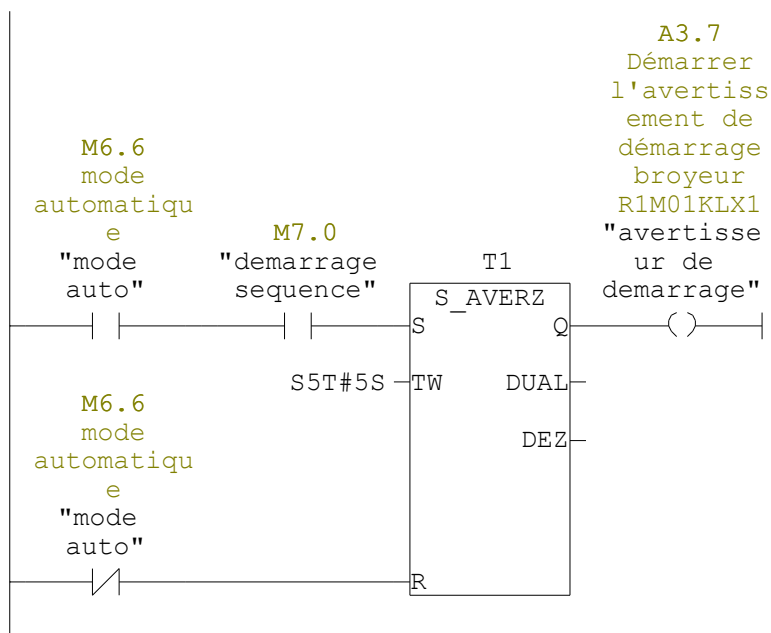 A3.7
Démarrer
l'avertiss
ement de
démarrage
broyeur
R1M01KLX1
"avertisse
ur de
demarrage"
M6.6
mode
automatiqu
e
"mode
auto"
M7.0
"demarrage
sequence"
T1
S_AVERZ
S
Q
S5T#5S
TW
DUAL
DEZ
M6.6
mode
automatiqu
e
"mode
auto"
R